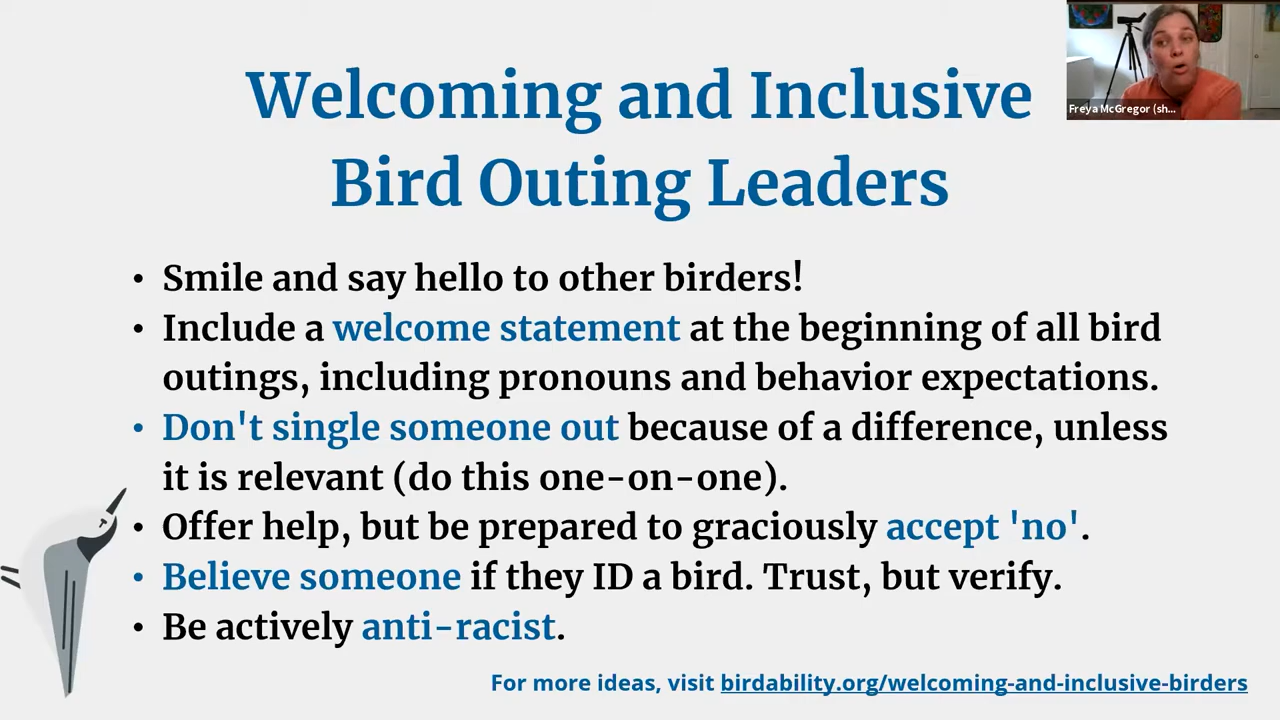 Welcoming and Inclusive
Bird Outing Leaders
Freya McGregor (sh...
• Smile and say hello to other birders!
• Include a welcome statement at the beginning of all bird
outings, including pronouns and behavior expectations.
• Don't single someone out because of a difference, unless
it is relevant (do this one-on-one).
• Offer help, but be prepared to graciously accept 'no'.
• Believe someone if they ID a bird. Trust, but verify.
• Be actively anti-racist.
For more ideas, visit birdability.org/welcoming-and-inclusive-birders